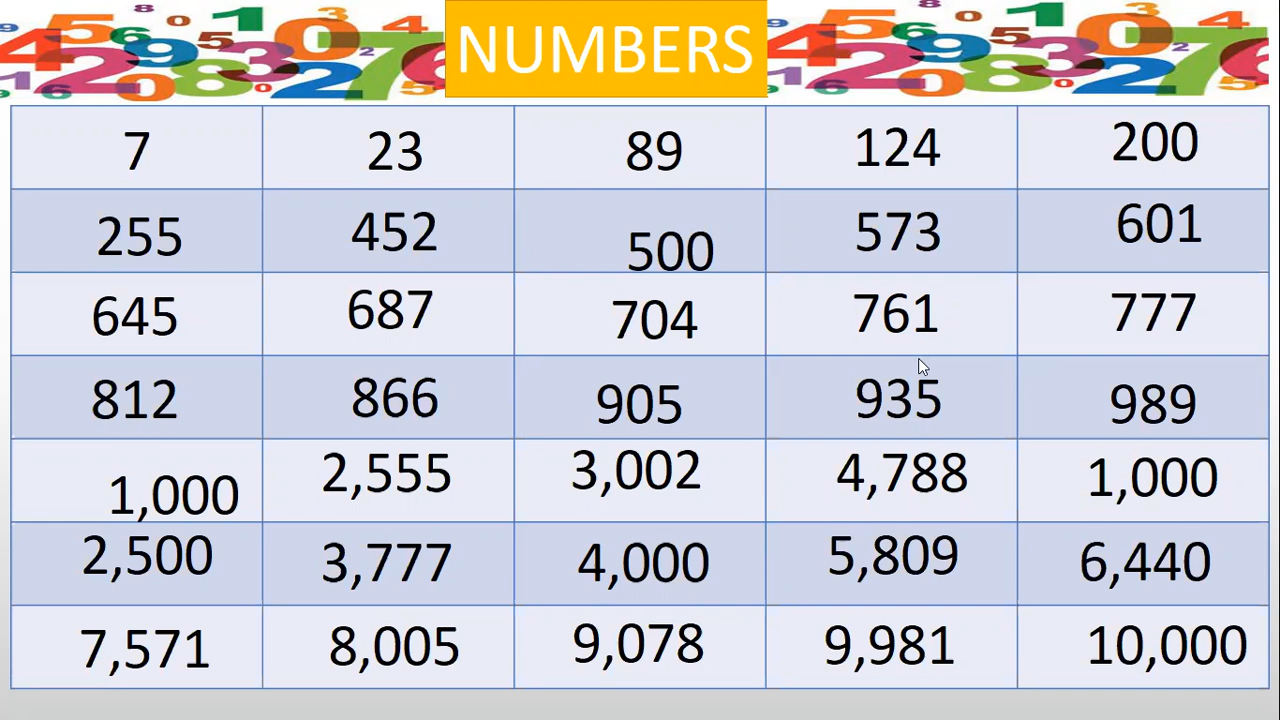 NUMBERS
7 23 89 124 200
255 452 500 573 601
645 687 704 761 777
812 866 905 935 989
1,000 2,555 3,002 4,788 1,000
2,500 3,777 4,000 5,809 6,440
7,571 8,005 9,078 9,981 10,000